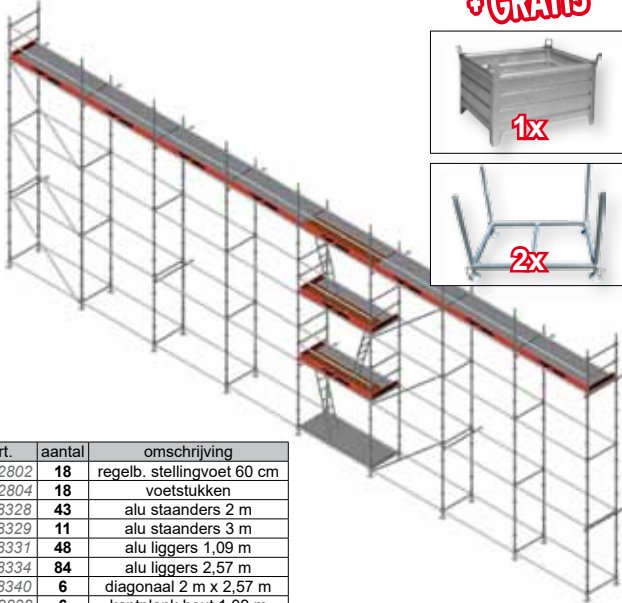 + GRATIS
1x
2x
rt. aantal omschrijving
2802 18 regelb. stellingvoet 60 cm
2804 18 voetstukken
3328 43 alu staanders 2 m
3329 11 alu staanders 3 m
3331 48 alu liggers 1,09 m
3334 84 alu liggers 2,57 m
3340 6 diagonaal 2 m x 2,57 m